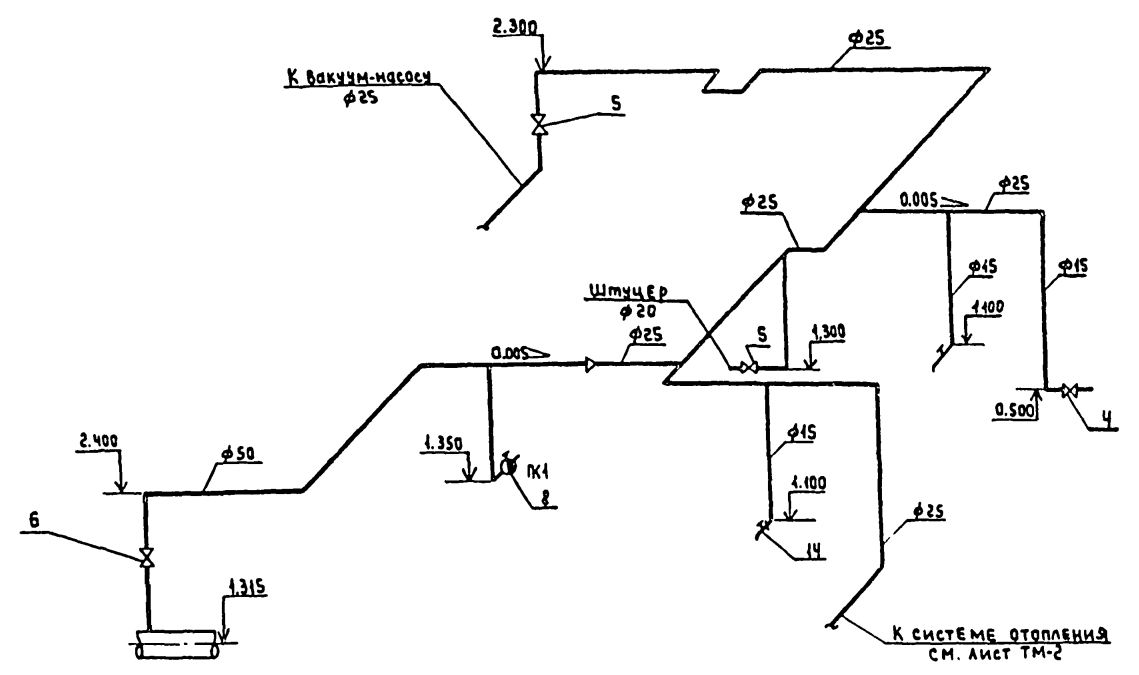 2.300
ф25
К вакуум-насосу
ф25
5
0.005
ф25
ф25
ф15
ф15
Штуцер
ф20
1.100
5
ф25
1.300
0.005
0.500
4
2.400
ф50
1.350
ПК1
8
ф15
1.100
14
ф25
6
1.315
К системе отопления
см. лист ТМ-2